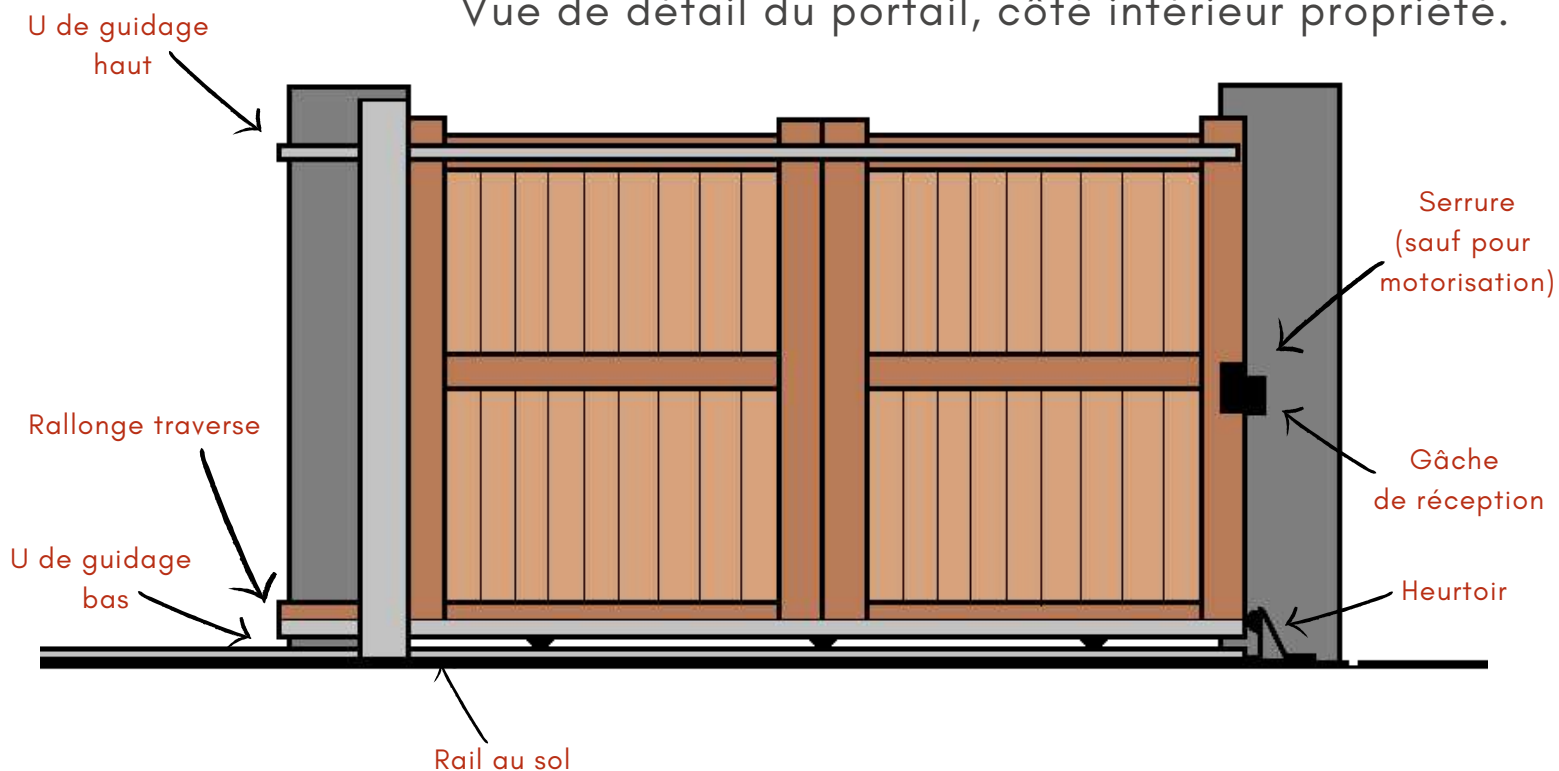 Vue de détail du portail, côté intérieur propriété.
U de guidage
haut
Serrure
(sauf pour
motorisation)
Rallonge traverse
Gâche
de réception
U de guidage
bas
Heurtoir
Rail au sol